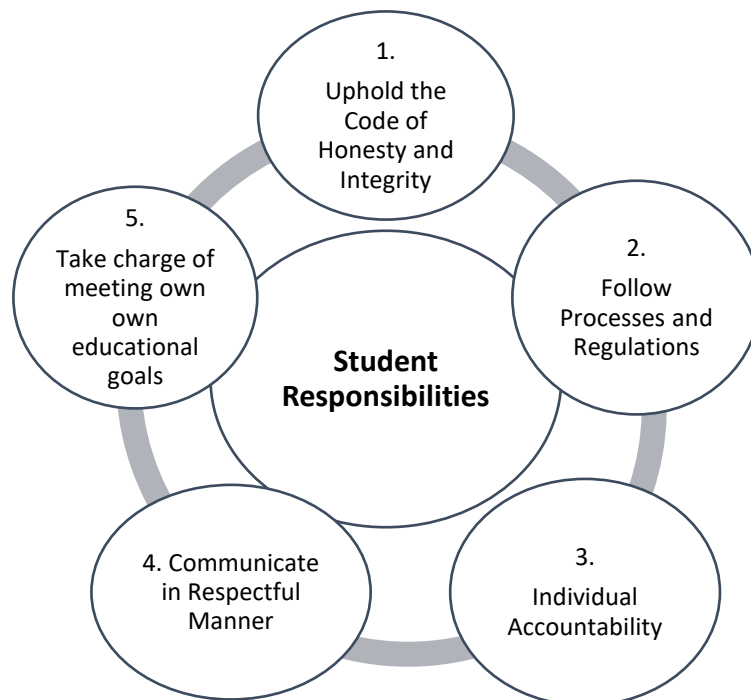 1.
Uphold the
Code of
Honesty and
Integrity
2.
Follow
Processes and
Regulations
3.
Individual
Accountability
4. Communicate
in Respectful
Manner
5.
Take charge of
meeting own
own
educational
goals
Student
Responsibilities